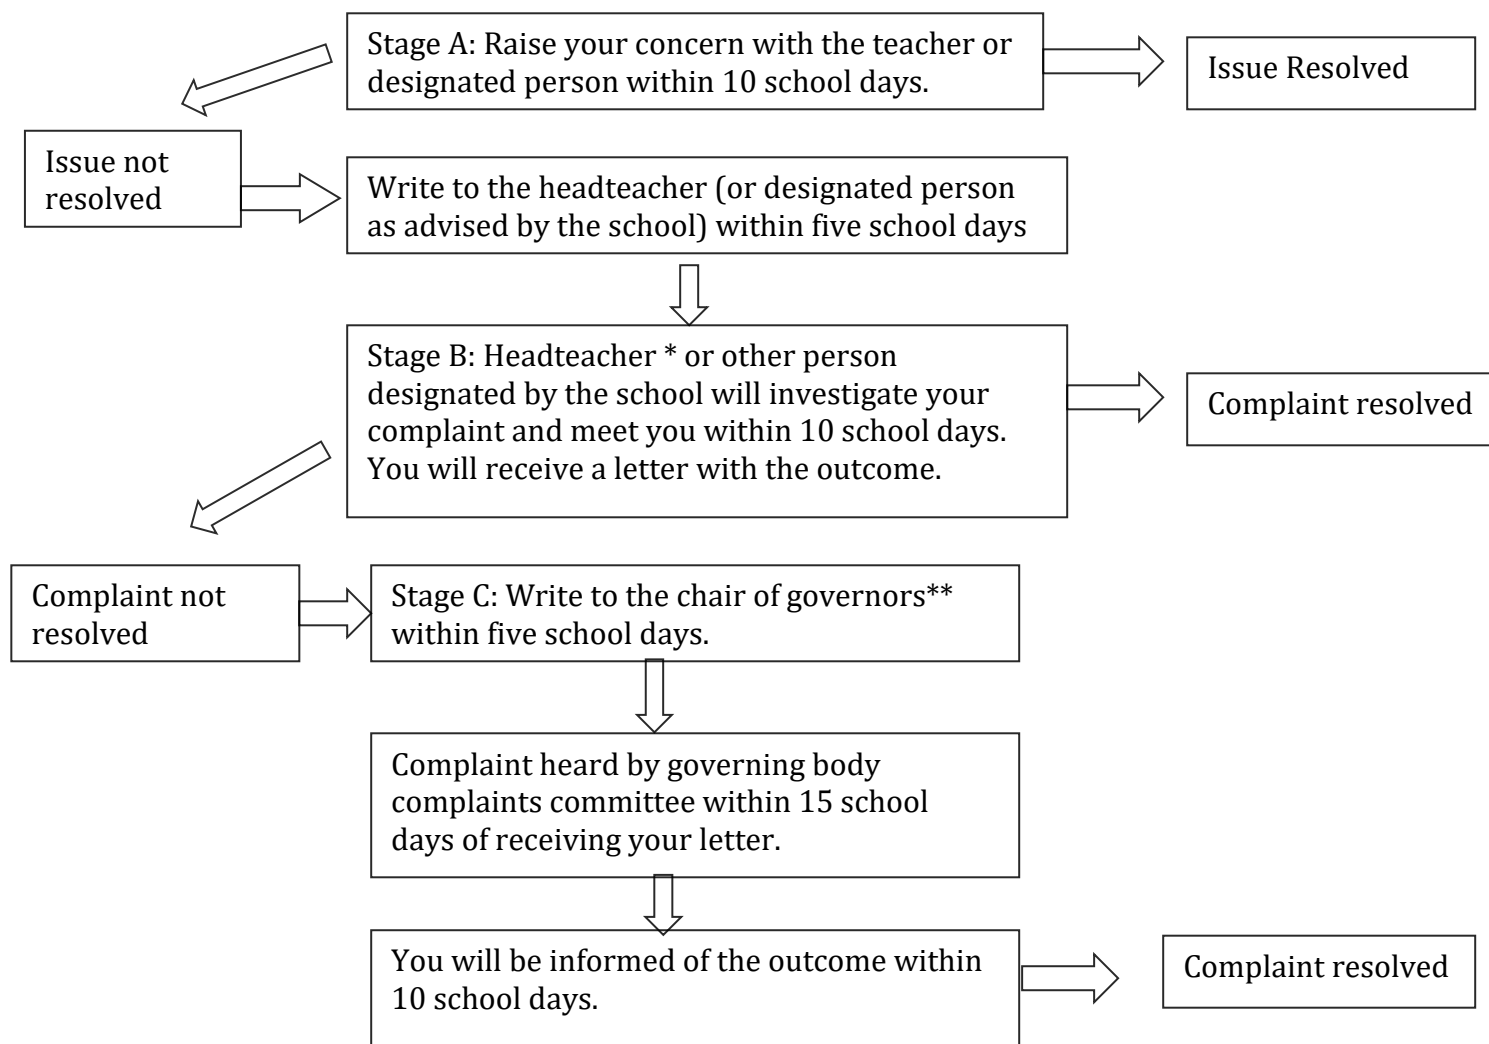 Stage A: Raise your concern with the teacher or
designated person within 10 school days.
Issue Resolved
Issue not
resolved
Write to the headteacher (or designated person
as advised by the school) within five school days
Stage B: Headteacher * or other person
designated by the school will investigate your
complaint and meet you within 10 school days.
You will receive a letter with the outcome.
Complaint resolved
Complaint not
resolved
Stage C: Write to the chair of governors**
within five school days.
Complaint heard by governing body
complaints committee within 15 school
days of receiving your letter.
You will be informed of the outcome within
10 school days.
Complaint resolved